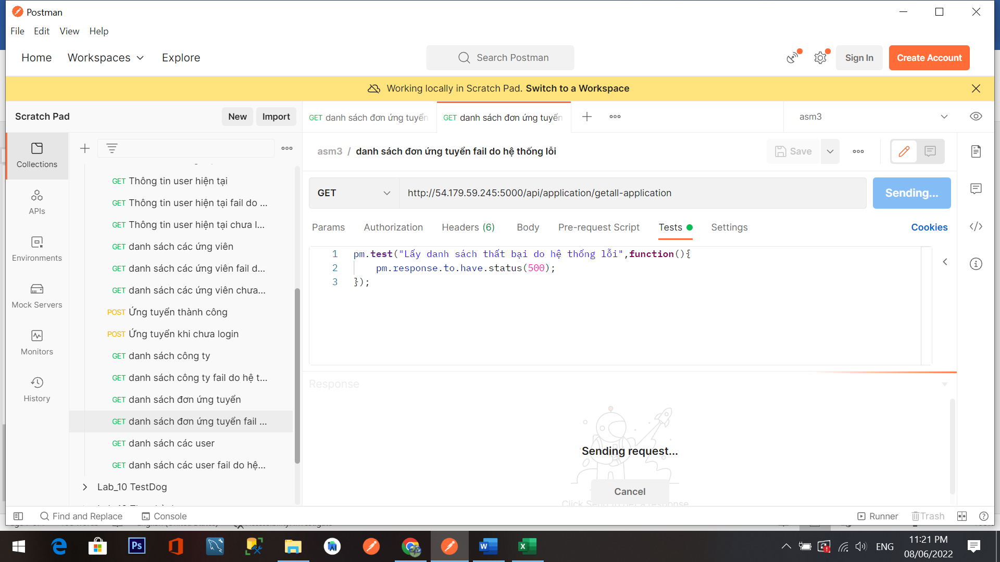 Postman
File Edit View Help
Home Workspaces Explore
Search Postman
Sign In
Create Account
Working locally in Scratch Pad. Switch to a Workspace
Scratch Pad
New
Import
GET danh sách đơn ứng tuyển
GET danh sách đơn ứng tuyển
asm3
Collections
APIs
Environments
Mock Servers
Monitors
History
GET Thông tin user hiện tại
GET Thông tin user hiện tại fail do ...
GET Thông tin user hiện tại chưa l...
GET danh sách các ứng viên
GET danh sách các ứng viên fail d...
GET danh sách các ứng viên chưa...
POST Ứng tuyển thành công
POST Ứng tuyển khi chưa login
GET danh sách công ty
GET danh sách công ty fail do hệ t...
GET danh sách đơn ứng tuyển
GET danh sách đơn ứng tuyển fail ...
GET danh sách các user
GET danh sách các user fail do hệ...
Lab_10 TestDog
asm3 / danh sách đơn ứng tuyển fail do hệ thống lỗi
Save
GET
http://54.179.59.245:5000/api/application/getall-application
Sending...
Params Authorization Headers (6) Body Pre-request Script Tests Settings
Cookies
1 pm.test("Lấy danh sách thất bại do hệ thống lỗi",function(){
2 pm.response.to.have.status(500);
3 });
Response
Sending request...
Cancel
Click Send to get a response
Find and Replace
Console
Runner
Trash
Ps
W
X
ENG
11:21 PM
08/06/2022